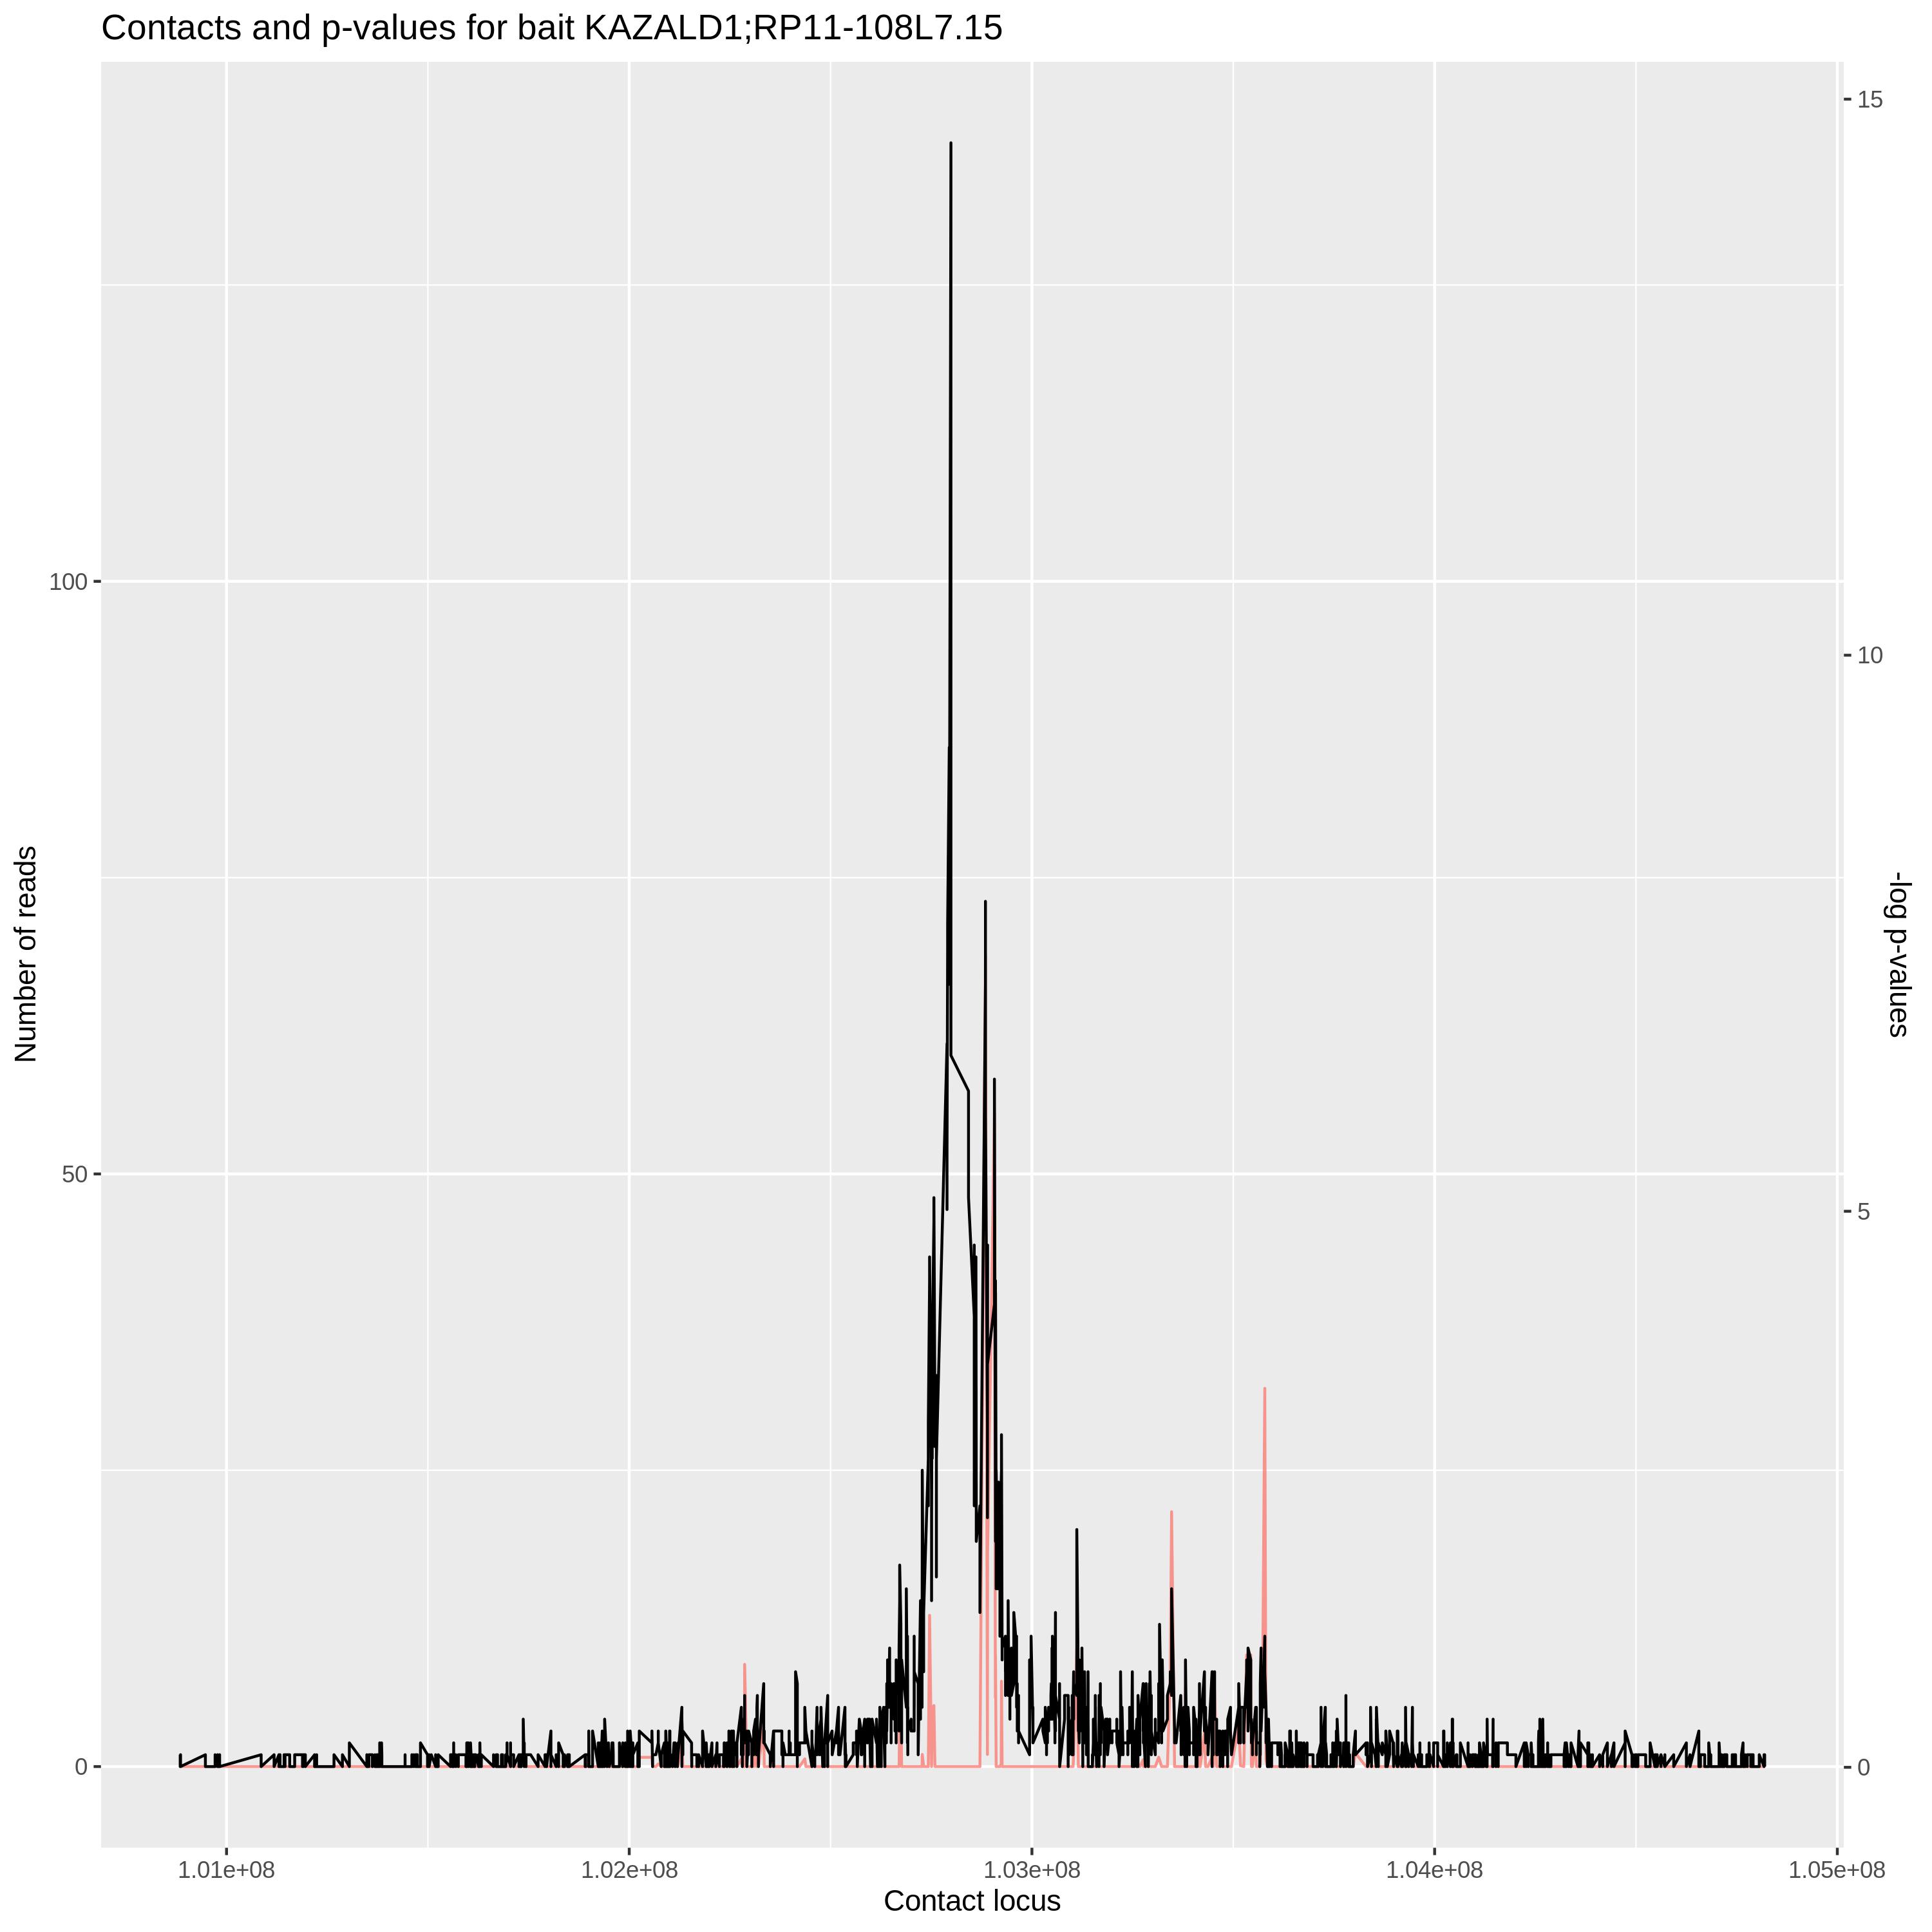 Contacts and p-values for bait KAZALD1;RP11-108L7.15
15
100
10
Number of reads
-log p-values
50
5
0
0
1.01e+08
1.02e+08
1.03e+08
1.04e+08
1.05e+08
Contact locus